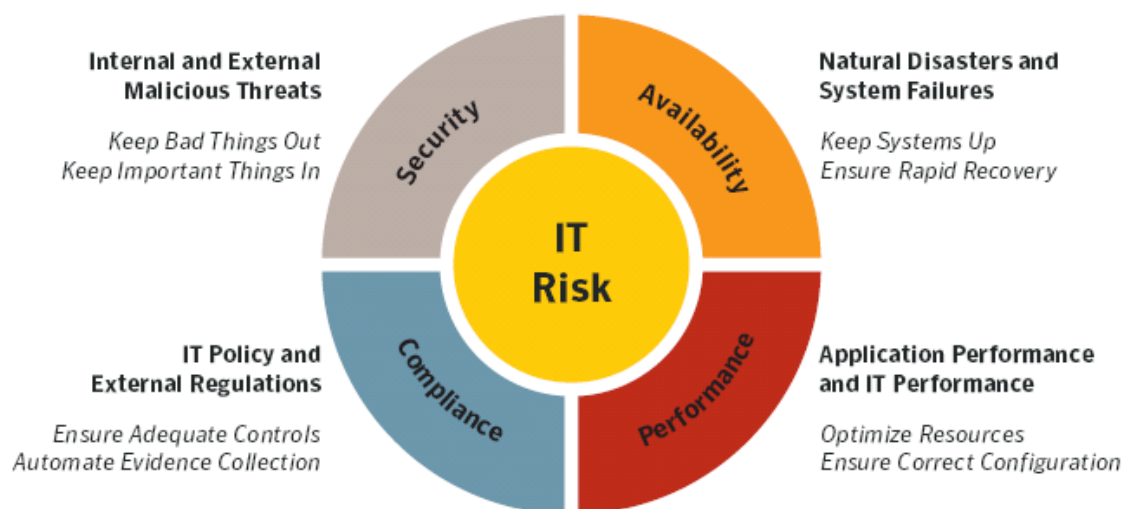 Internal and External
Malicious Threats
Keep Bad Things Out
Keep Important Things In
Security
Availability
Natural Disasters and
System Failures
Keep Systems Up
Ensure Rapid Recovery
IT
Risk
IT Policy and
External Regulations
Ensure Adequate Controls
Automate Evidence Collection
Compliance
Performance
Application Performance
and IT Performance
Optimize Resources
Ensure Correct Configuration